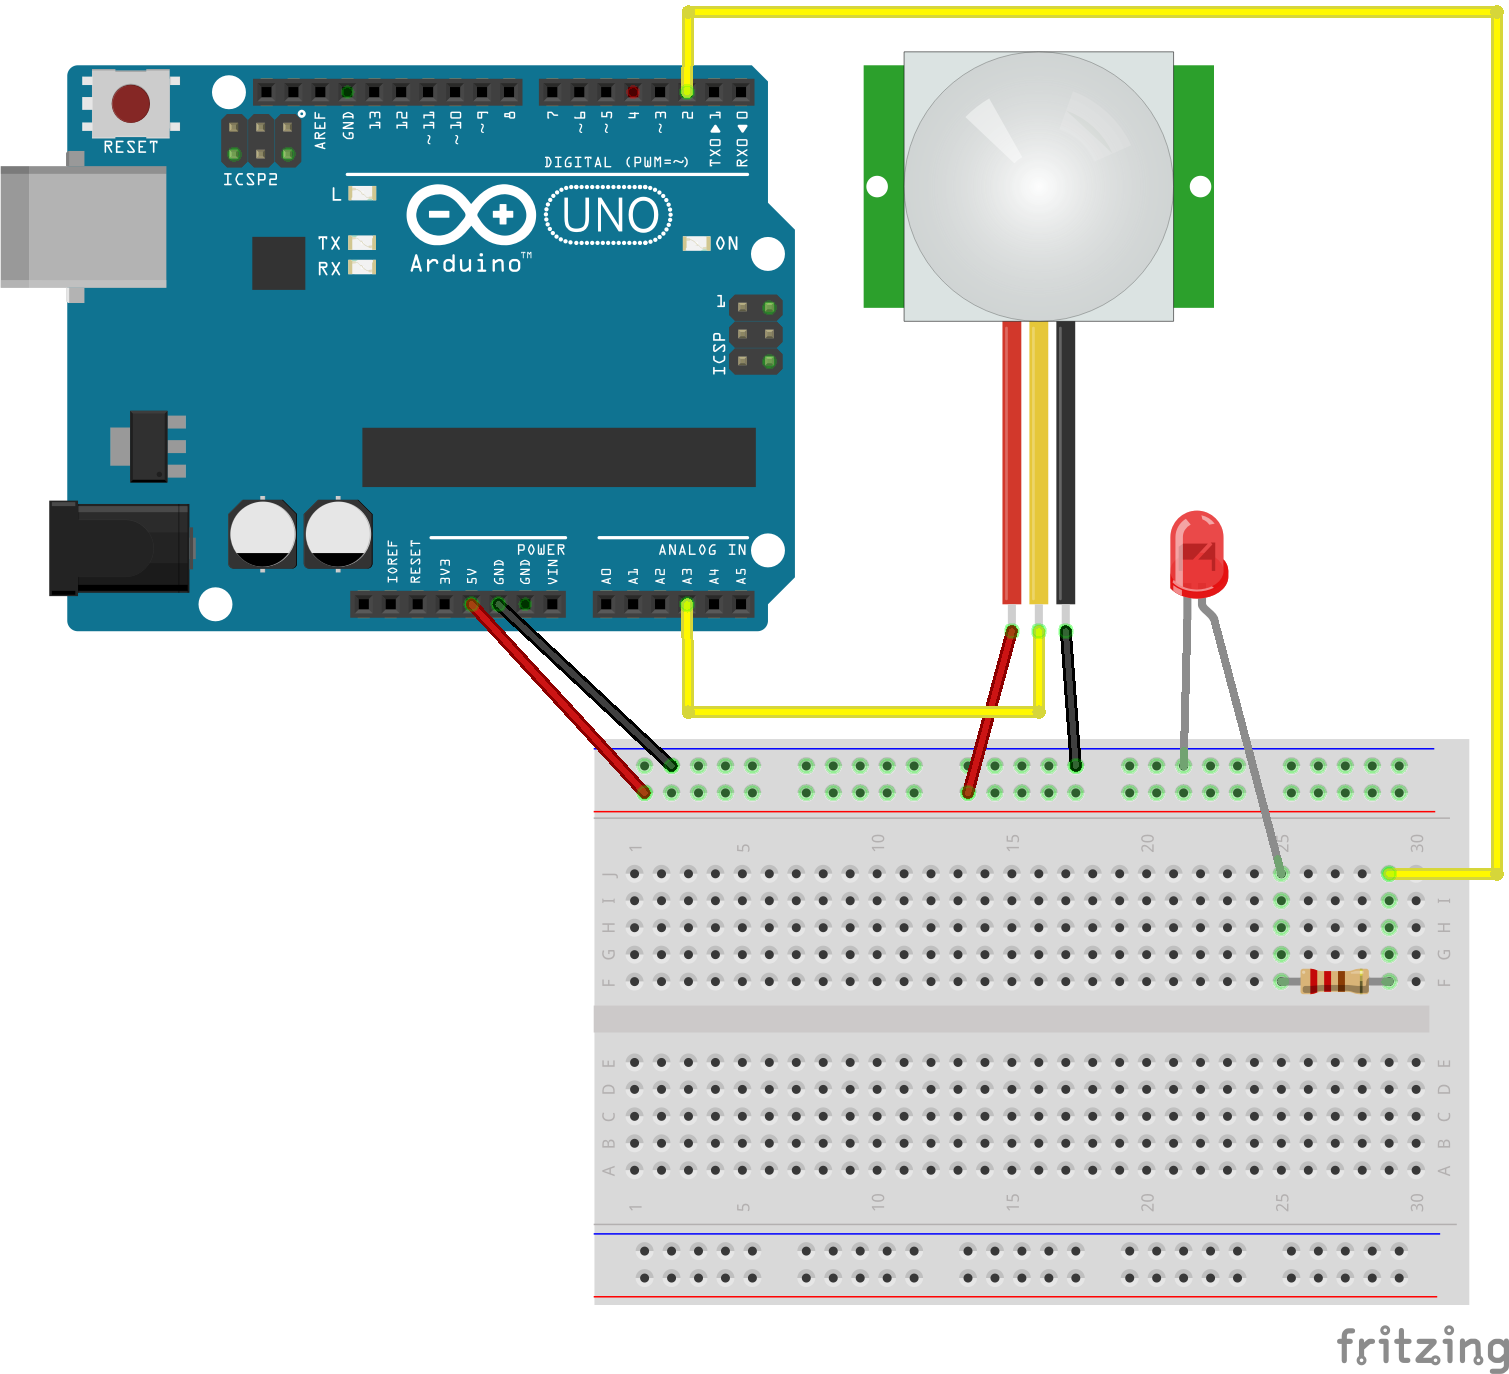 RESET
ICSP2
AREF
GND
13
12
~11
~10
~9
8
7
~6
~5
4
~3
2
TX0▶1
RX0◀0
DIGITAL (PWM=~)
L
TX
RX
UNO
Arduino™
ON
1
ICSP
IOREF
RESET
3V3
5V
GND
GND
VIN
POWER
ANALOG IN
A0
A1
A2
A3
A4
A5
1 5 10 15 20 25 30
J
I I
H H
G G
F F
E E
D D
C C
B B
A A
1 5 10 15 20 25 30
fritzing